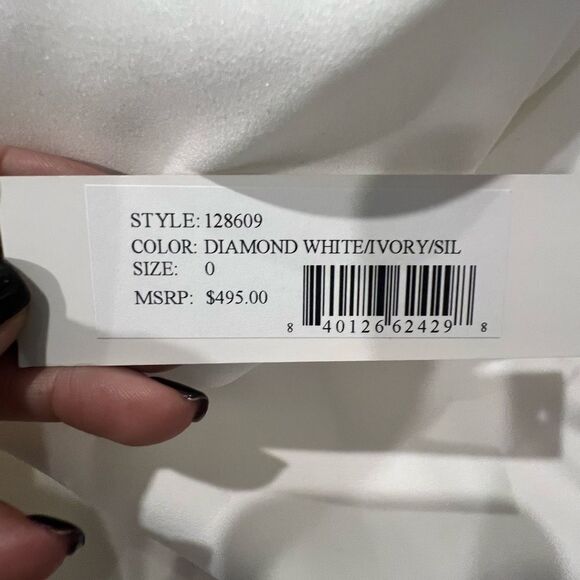 STYLE: 128609
COLOR: DIAMOND WHITE/IVORY/SIL
SIZE: 0
MSRP: $495.00
8 40126 62429 8